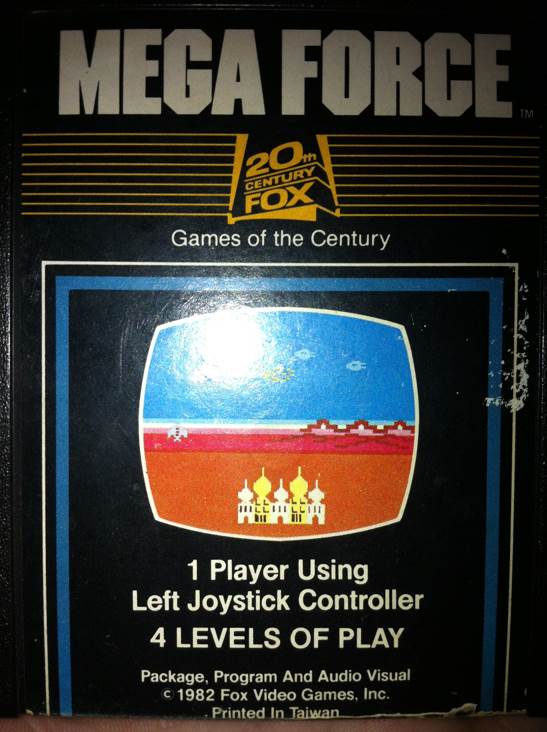 MEGA FORCE TM
20th
CENTURY
FOX
Games of the Century
1 Player Using
Left Joystick Controller
4 LEVELS OF PLAY
Package, Program And Audio Visual
© 1982 Fox Video Games, Inc.
Printed In Taiwan